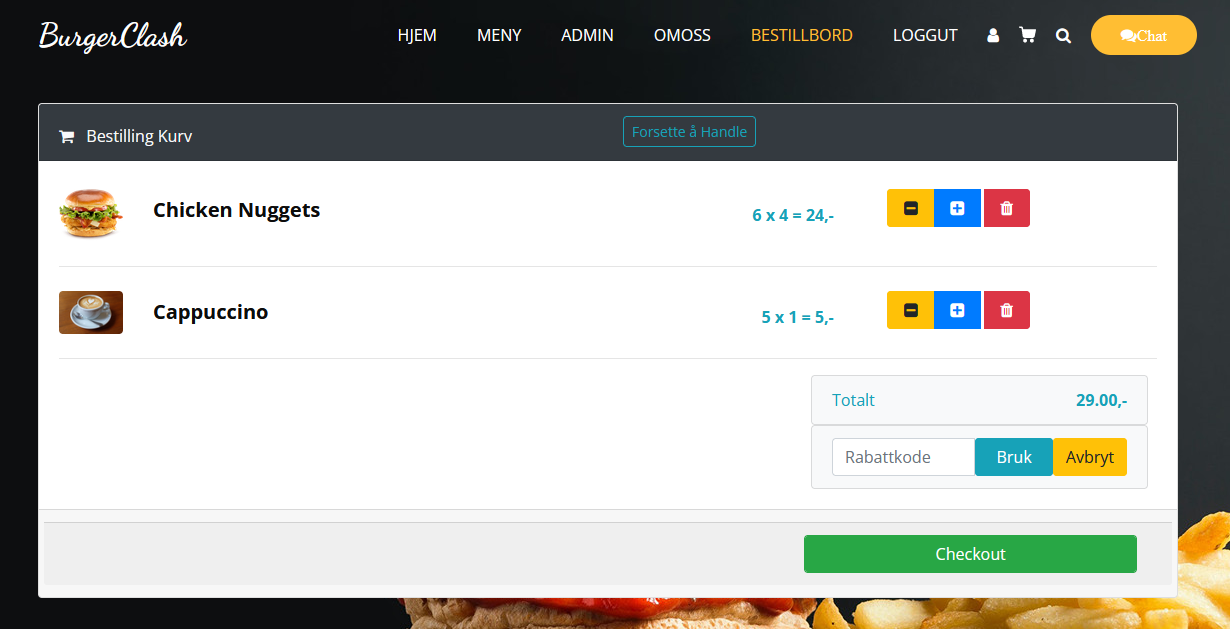 BurgerClash
HJEM MENY ADMIN OMOSS BESTILLBORD LOGGUT Chat
Bestilling Kurv Forsette å Handle
Chicken Nuggets 6 x 4 = 24,-
Cappuccino 5 x 1 = 5,-
Totalt 29.00,-
Rabattkode Bruk Avbryt
Checkout